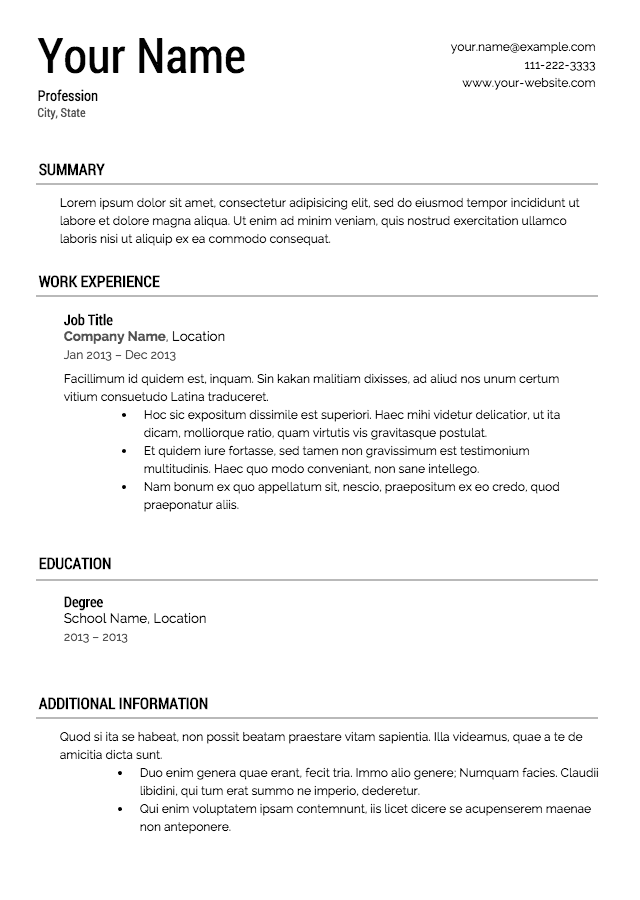 Your Name
your.name@example.com
111-222-3333
www.your-website.com
Profession
City, State
SUMMARY
Lorem ipsum dolor sit amet, consectetur adipisicing elit, sed do eiusmod tempor incididunt ut
labore et dolore magna aliqua. Ut enim ad minim veniam, quis nostrud exercitation ullamco
laboris nisi ut aliquip ex ea commodo consequat.
WORK EXPERIENCE
Job Title
Company Name, Location
Jan 2013 – Dec 2013
Facillimum id quidem est, inquam. Sin kakan malitiam dixisses, ad aliud nos unum certum
vitium consuetudo Latina traduceret.
• Hoc sic expositum dissimile est superiori. Haec mihi videtur delicatior, ut ita
dicam, molliorque ratio, quam virtutis vis gravitasque postulat.
• Et quidem iure fortasse, sed tamen non gravissimum est testimonium
multitudinis. Haec quo modo conveniant, non sane intellego.
• Nam bonum ex quo appellatum sit, nescio, praepositum ex eo credo, quod
praeponatur aliis.
EDUCATION
Degree
School Name, Location
2013 – 2013
ADDITIONAL INFORMATION
Quod si ita se habeat, non possit beatam praestare vitam sapientia. Illa videamus, quae a te de
amicitia dicta sunt.
• Duo enim genera quae erant, fecit tria. Immo alio genere; Numquam facies. Claudii
libidini, qui tum erat summo ne imperio, dederetur.
• Qui enim voluptatem ipsam contemnunt, iis licet dicere se acupenserem maenae
non anteponere.